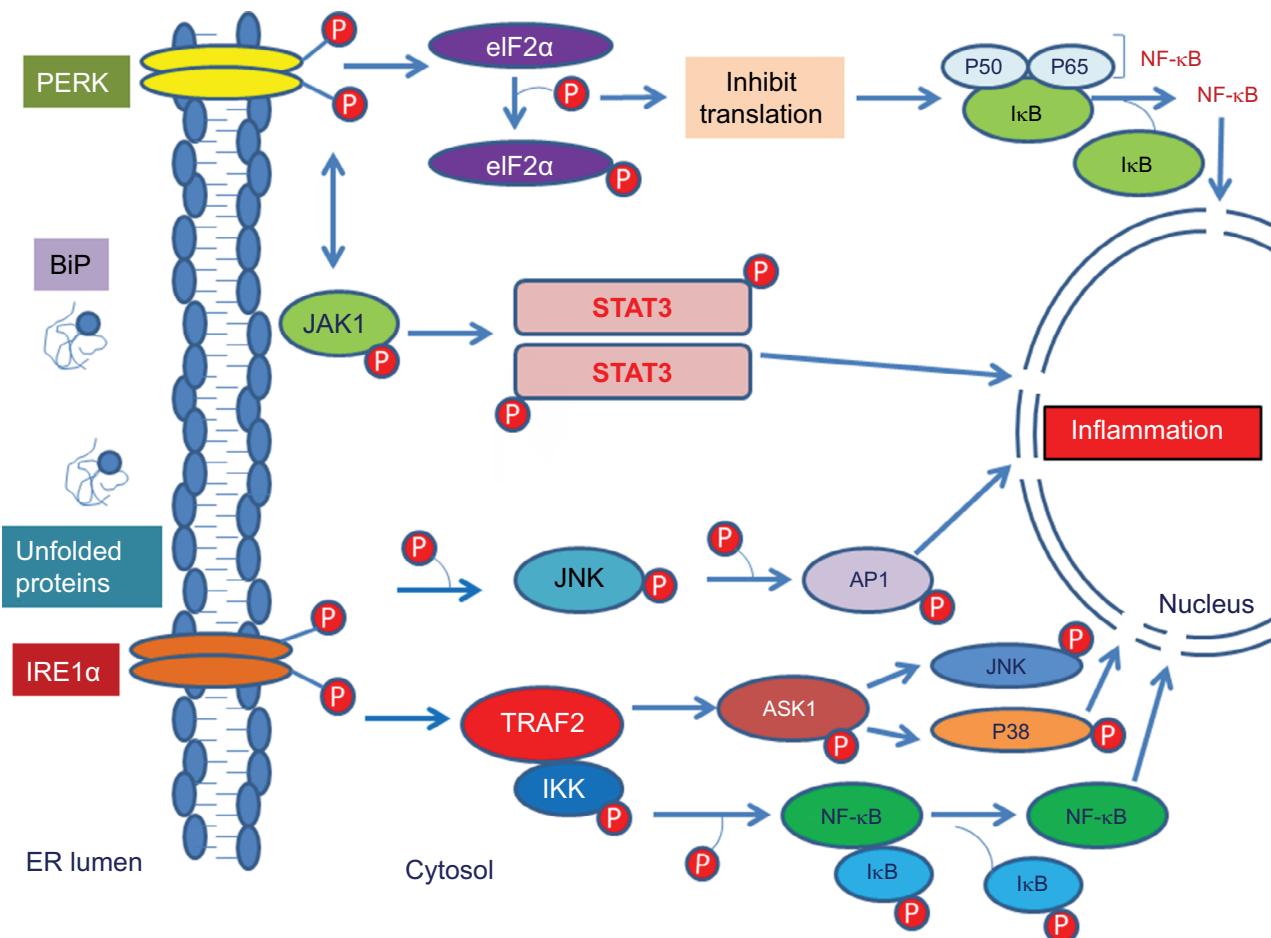 P
eIF2α
P50
P65
NF-κB
PERK
Inhibit
translation
P
P
NF-κB
IκB
eIF2α
P
IκB
BiP
P
STAT3
JAK1
P
STAT3
P
Inflammation
Unfolded
proteins
P
P
JNK
P
AP1
P
Nucleus
P
P
IRE1α
JNK
P
TRAF2
ASK1
P
P38
P
IKK
P
NF-κB
NF-κB
P
ER lumen
Cytosol
IκB
P
IκB
P